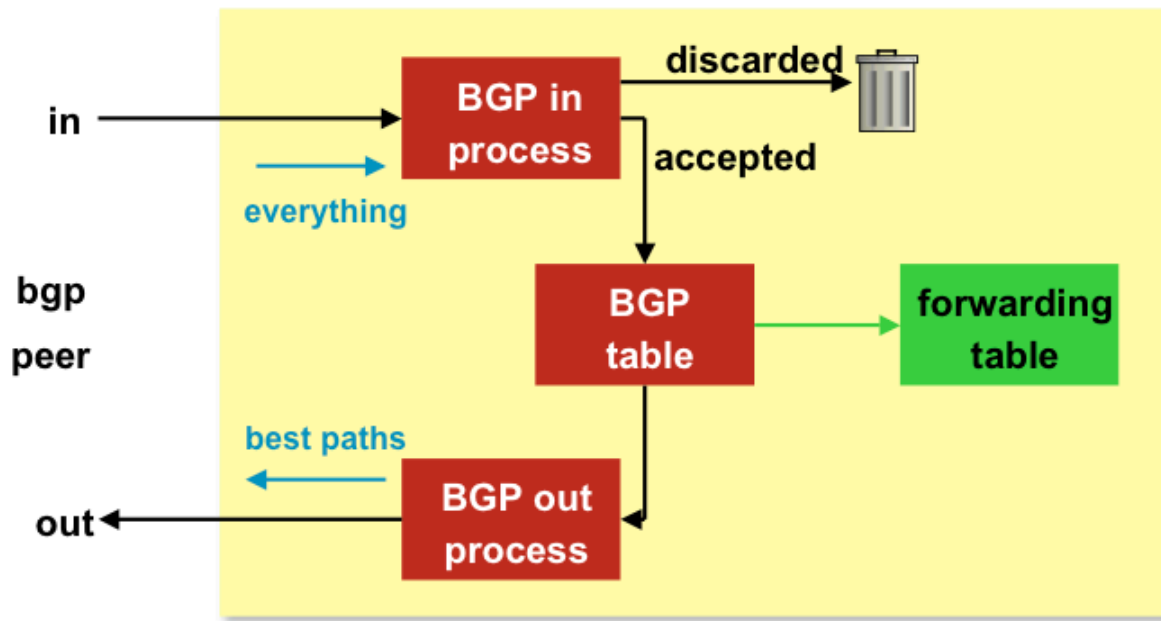 discarded
BGP in
process
in
accepted
everything
bgp
peer
BGP
table
forwarding
table
best paths
BGP out
process
out